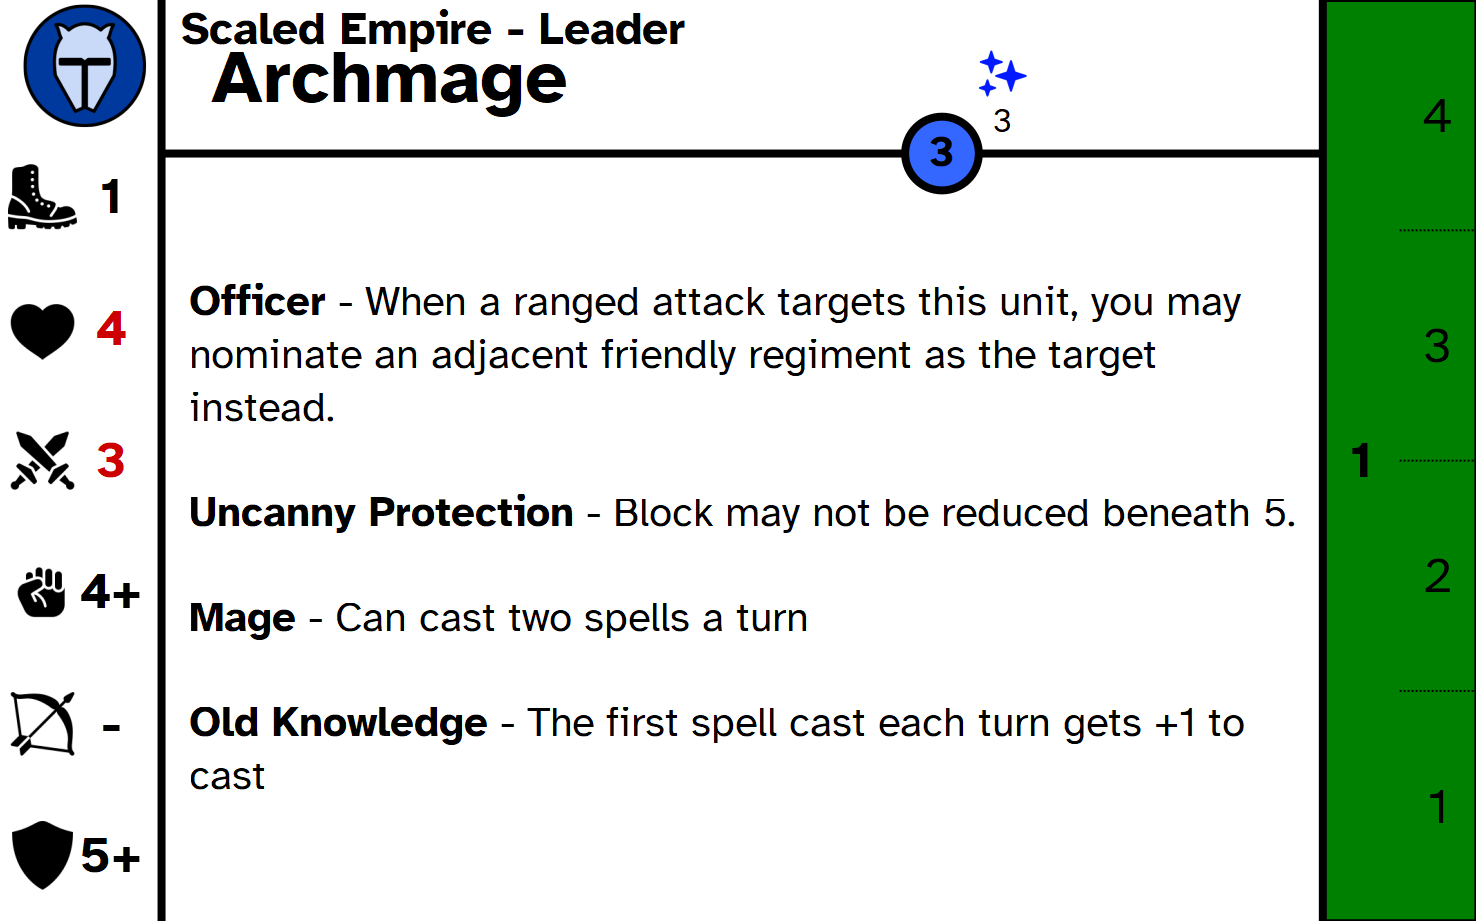 Scaled Empire - Leader
Archmage
3
3
1
4
3
4+
-
5+
Officer - When a ranged attack targets this unit, you may
nominate an adjacent friendly regiment as the target
instead.
Uncanny Protection - Block may not be reduced beneath 5.
Mage - Can cast two spells a turn
Old Knowledge - The first spell cast each turn gets +1 to
cast
1
4
3
2
1